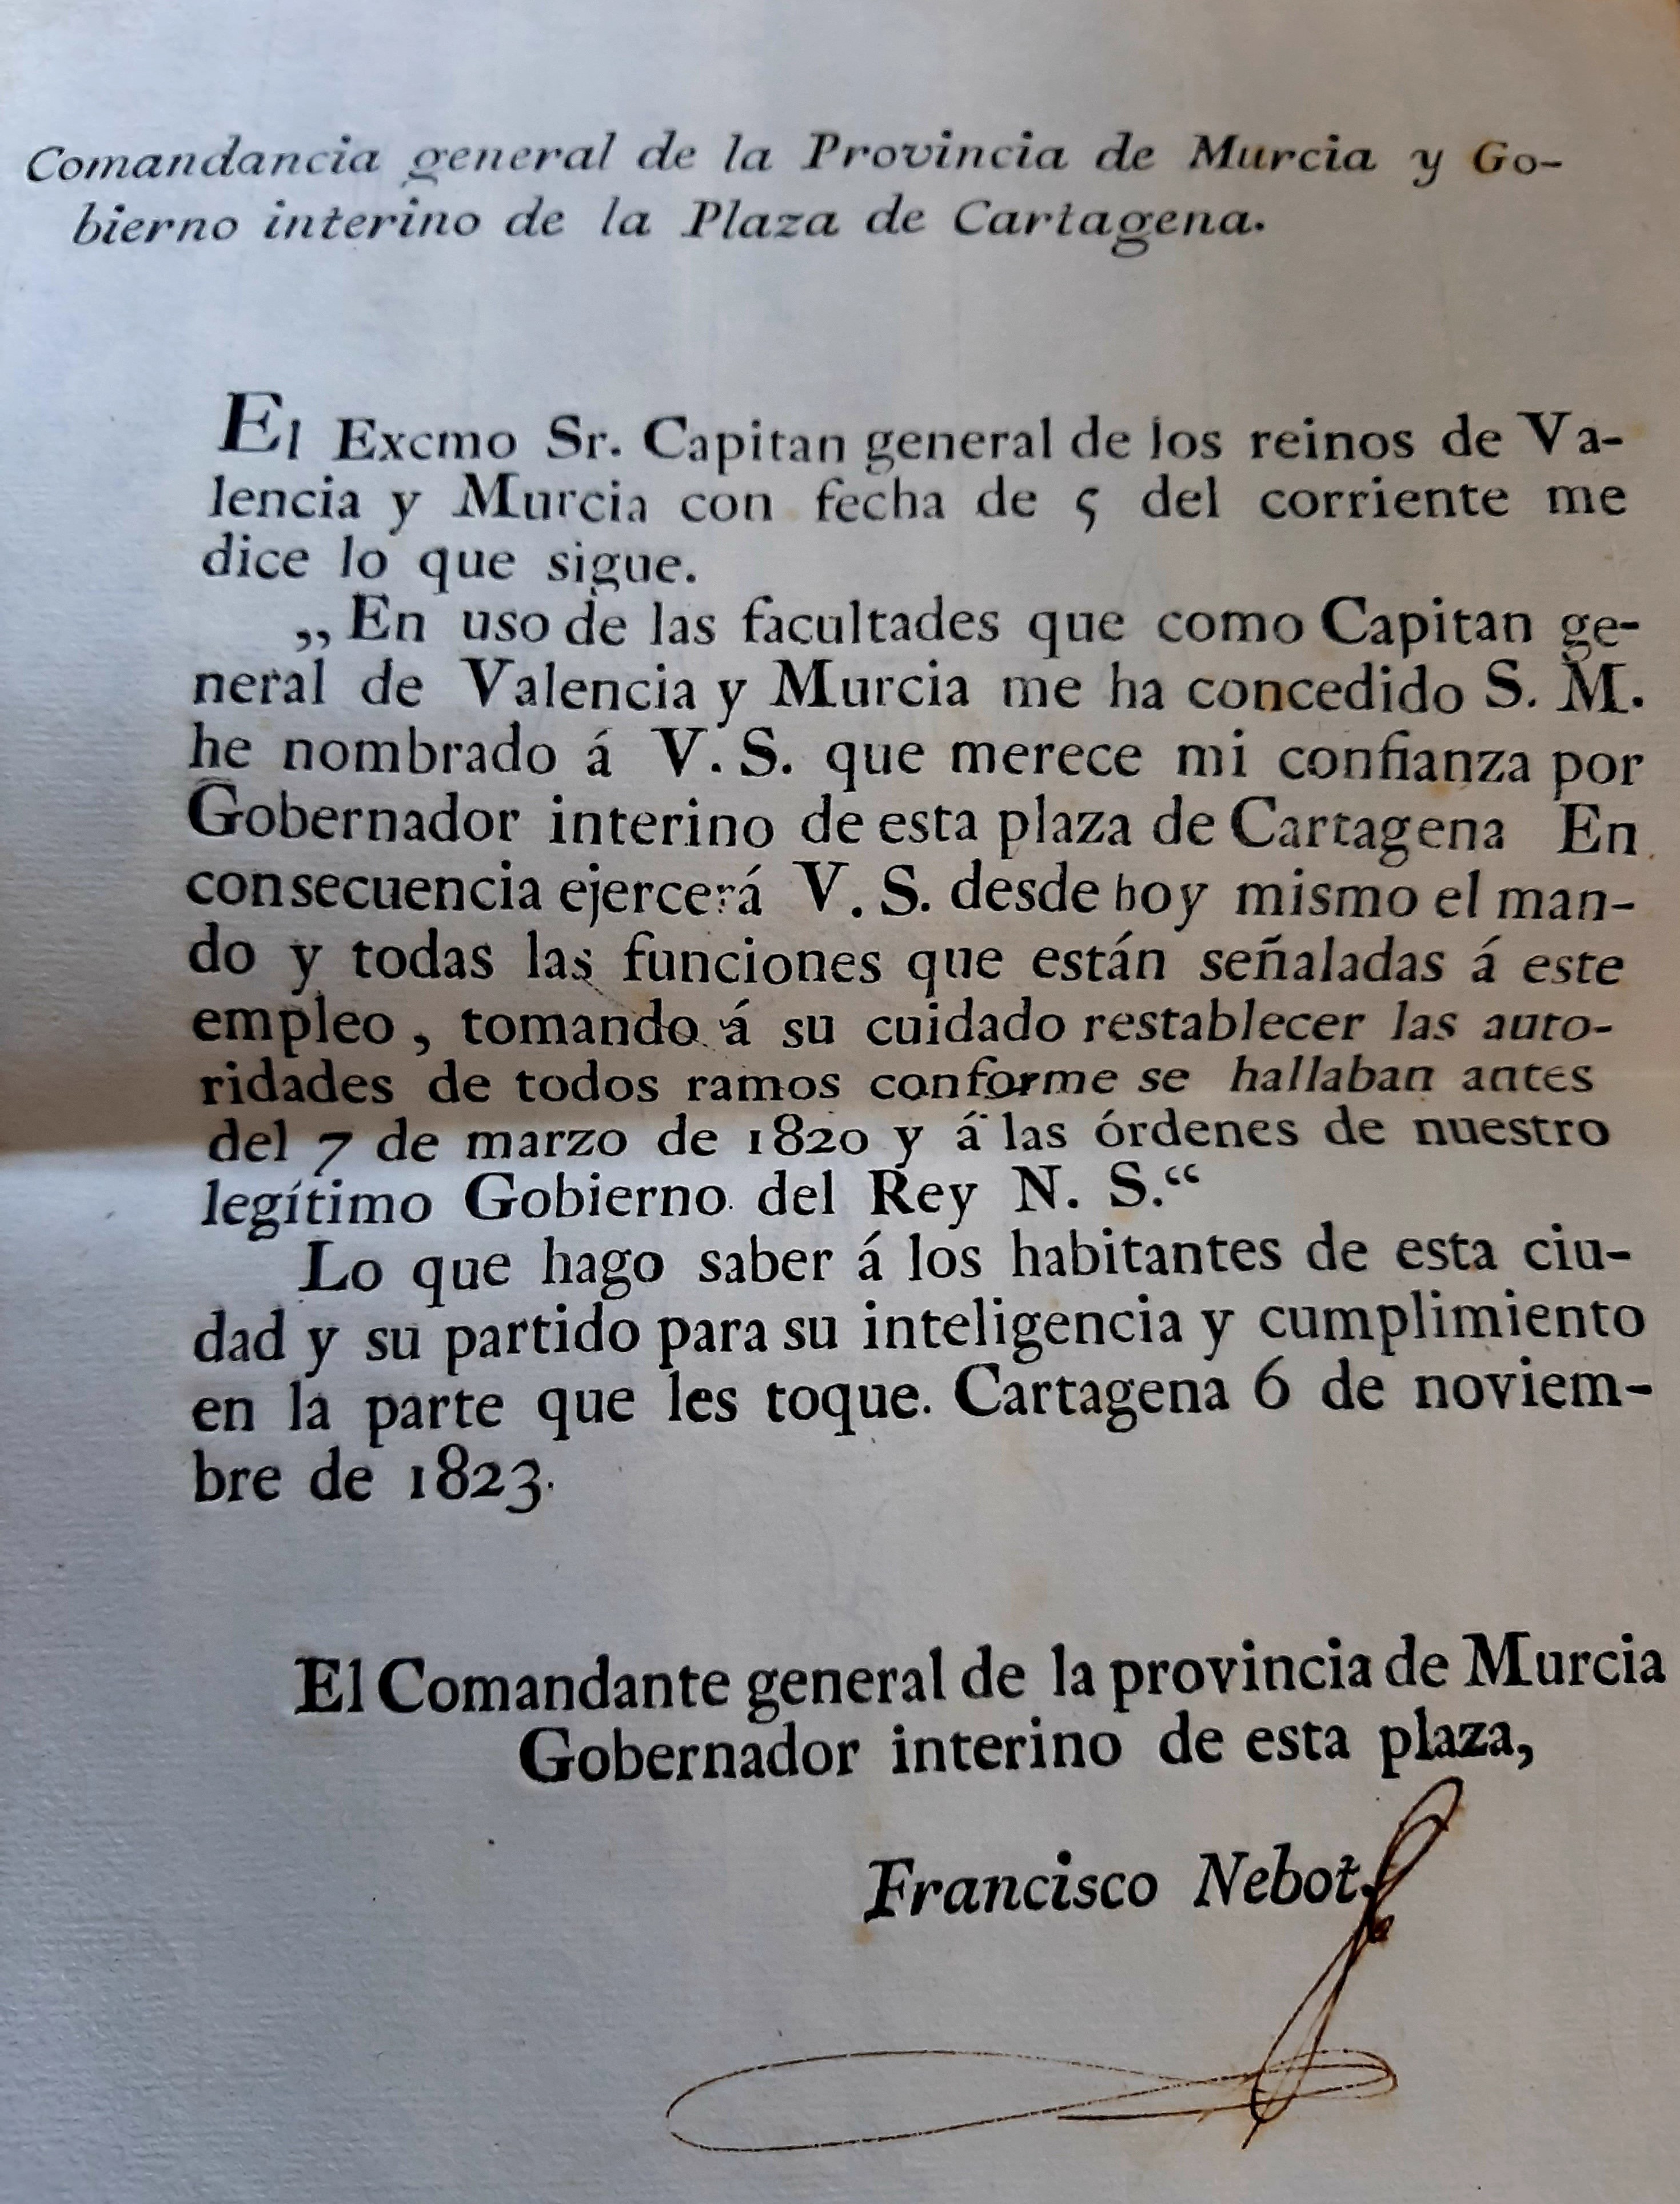 Comandancia general de la Provincia de Murcia y Go-
bierno interino de la Plaza de Cartagena.
El Excmo Sr. Capitan general de los reinos de Va-
lencia y Murcia con fecha de 5 del corriente me
dice lo que sigue.
„En uso de las facultades que como Capitan ge-
neral de Valencia y Murcia me ha concedido S. M.
he nombrado á V. S. que merece mi confianza por
Gobernador interino de esta plaza de Cartagena En
consecuencia ejercerá V. S. desde hoy mismo el man-
do y todas las funciones que están señaladas á este
empleo, tomando á su cuidado restablecer las auto-
ridades de todos ramos conforme se hallaban antes
del 7 de marzo de 1820 y á las órdenes de nuestro
legítimo Gobierno del Rey N. S.“
Lo que hago saber á los habitantes de esta ciu-
dad y su partido para su inteligencia y cumplimiento
en la parte que les toque. Cartagena 6 de noviem-
bre de 1823.
El Comandante general de la provincia de Murcia
Gobernador interino de esta plaza,
Francisco Nebot.